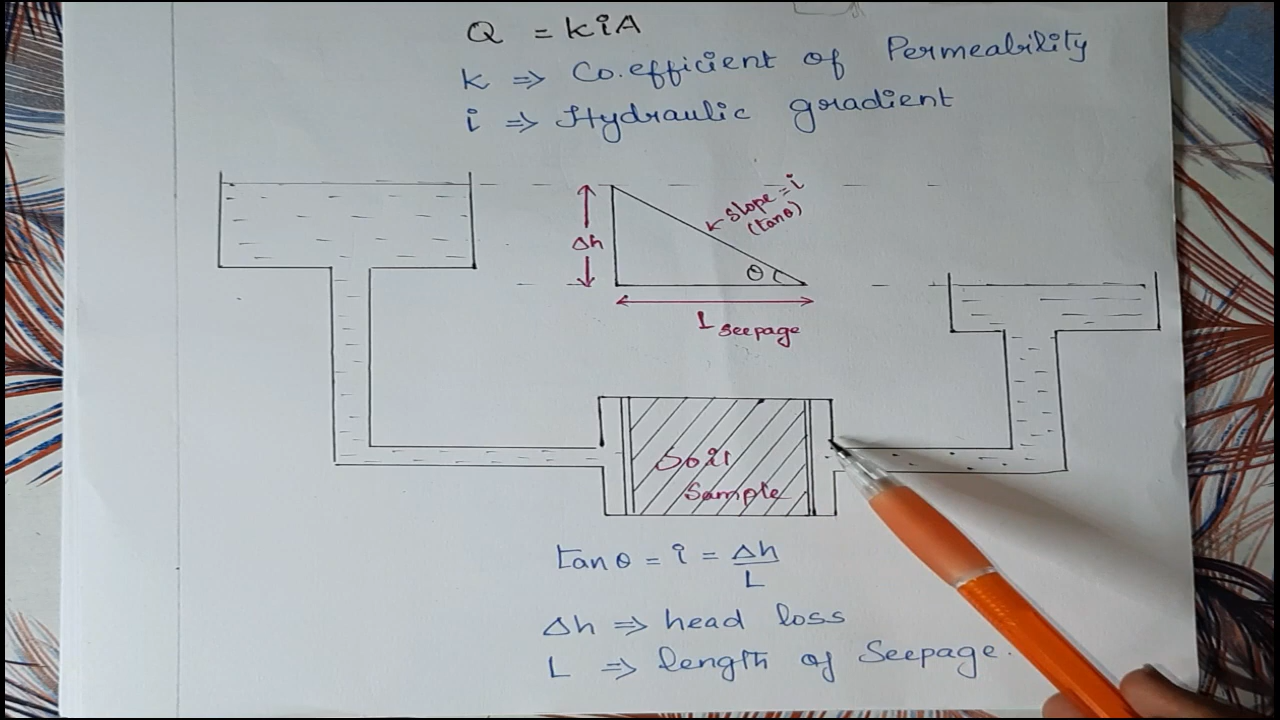 Q = kiA
k ⇒ Co.efficient of Permeability
i ⇒ Hydraulic gradient
Δh
slope = i
(tanθ)
θ
L seepage
Soil
Sample
tanθ = i = Δh/L
Δh ⇒ head loss
L ⇒ length of Seepage.